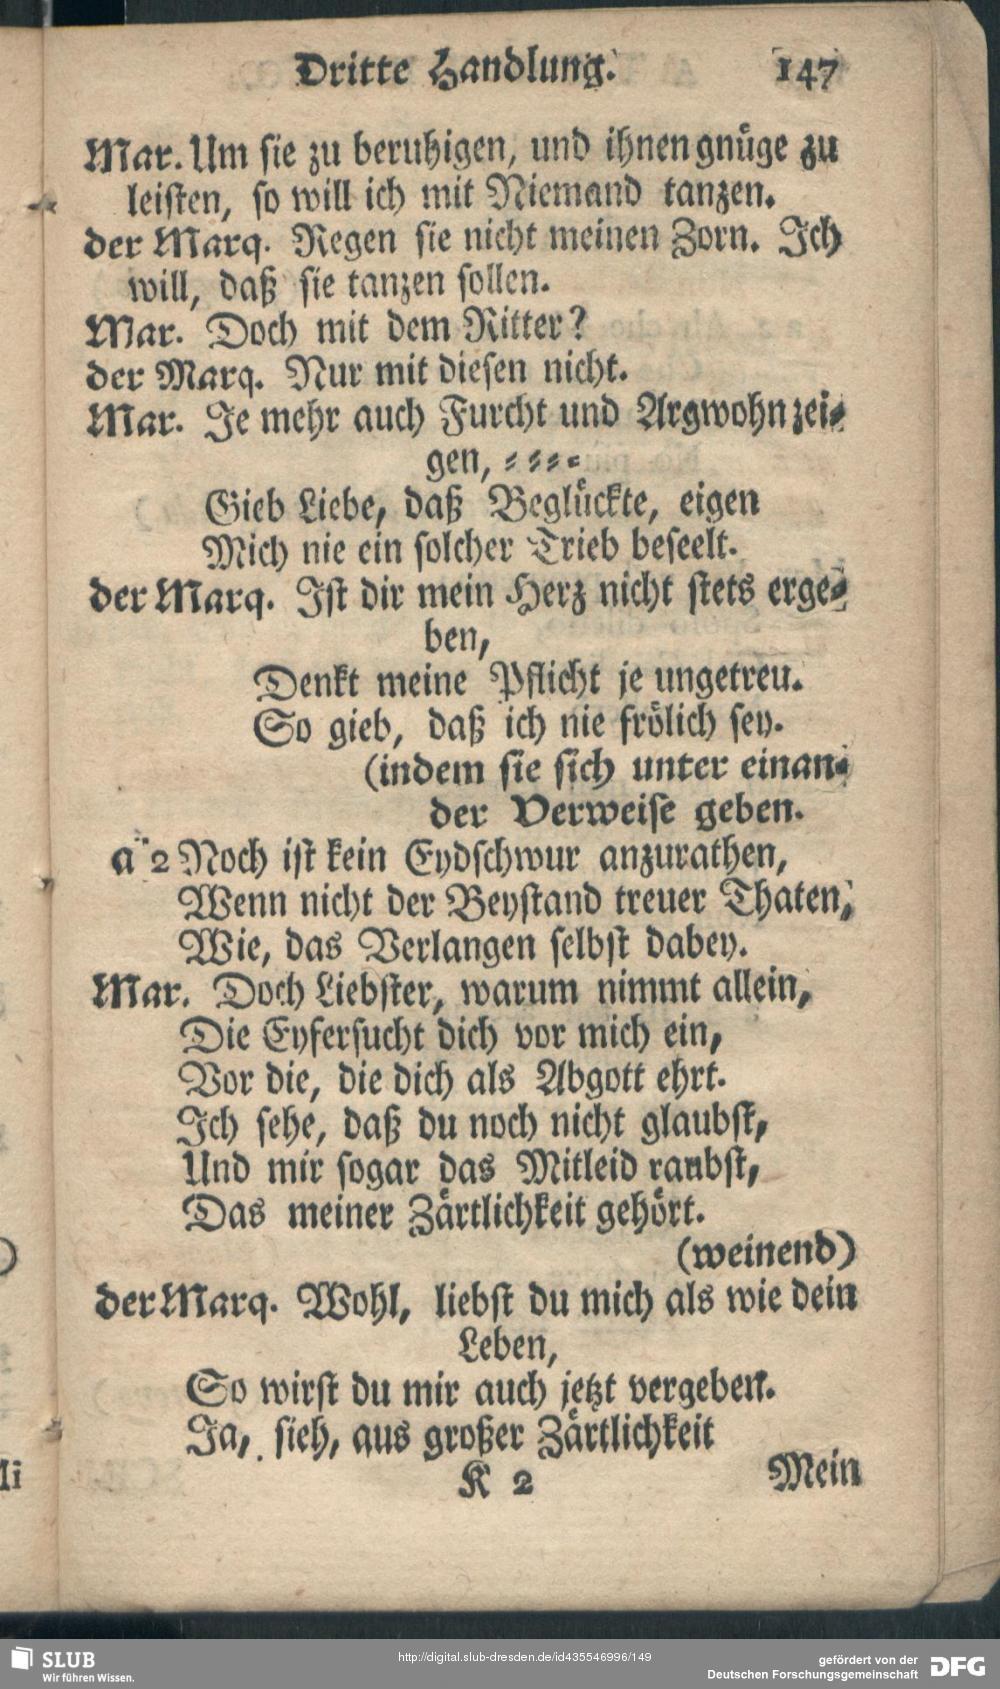 Dritte Handlung. 147
Mar. Um sie zu beruhigen, und ihnen gnüge zu
leisten, so will ich mit Niemand tanzen.
der Marq. Regen sie nicht meinen Zorn. Ich
will, daß sie tanzen sollen.
Mar. Doch mit dem Ritter?
der Marq. Nur mit diesen nicht.
Mar. Je mehr auch Furcht und Argwohn zei-
gen, - - - -
Gieb Liebe, daß Beglückte, eigen
Mich nie ein solcher Trieb beseelt.
der Marq. Ist dir mein Herz nicht stets erge-
ben,
Denkt meine Pflicht je ungetreu.
So gieb, daß ich nie frölich sey.
(indem sie sich unter einan-
der Verweise geben.
a 2 Noch ist kein Eydschwur anzurathen,
Wenn nicht der Beystand treuer Thaten,
Wie, das Verlangen selbst dabey.
Mar. Doch Liebster, warum nimmt allein,
Die Eyfersucht dich vor mich ein,
Vor die, die dich als Abgott ehrt.
Ich sehe, daß du noch nicht glaubst,
Und mir sogar das Mitleid raubst,
Das meiner Zärtlichkeit gehört.
(weinend)
der Marq. Wohl, liebst du mich als wie dein
Leben,
So wirst du mir auch jetzt vergeben.
Ja, sieh, aus großer Zärtlichkeit
K 2 Mein
SLUB
Wir führen Wissen.
http://digital.slub-dresden.de/id435546996/149
gefördert von der
Deutschen Forschungsgemeinschaft
DFG